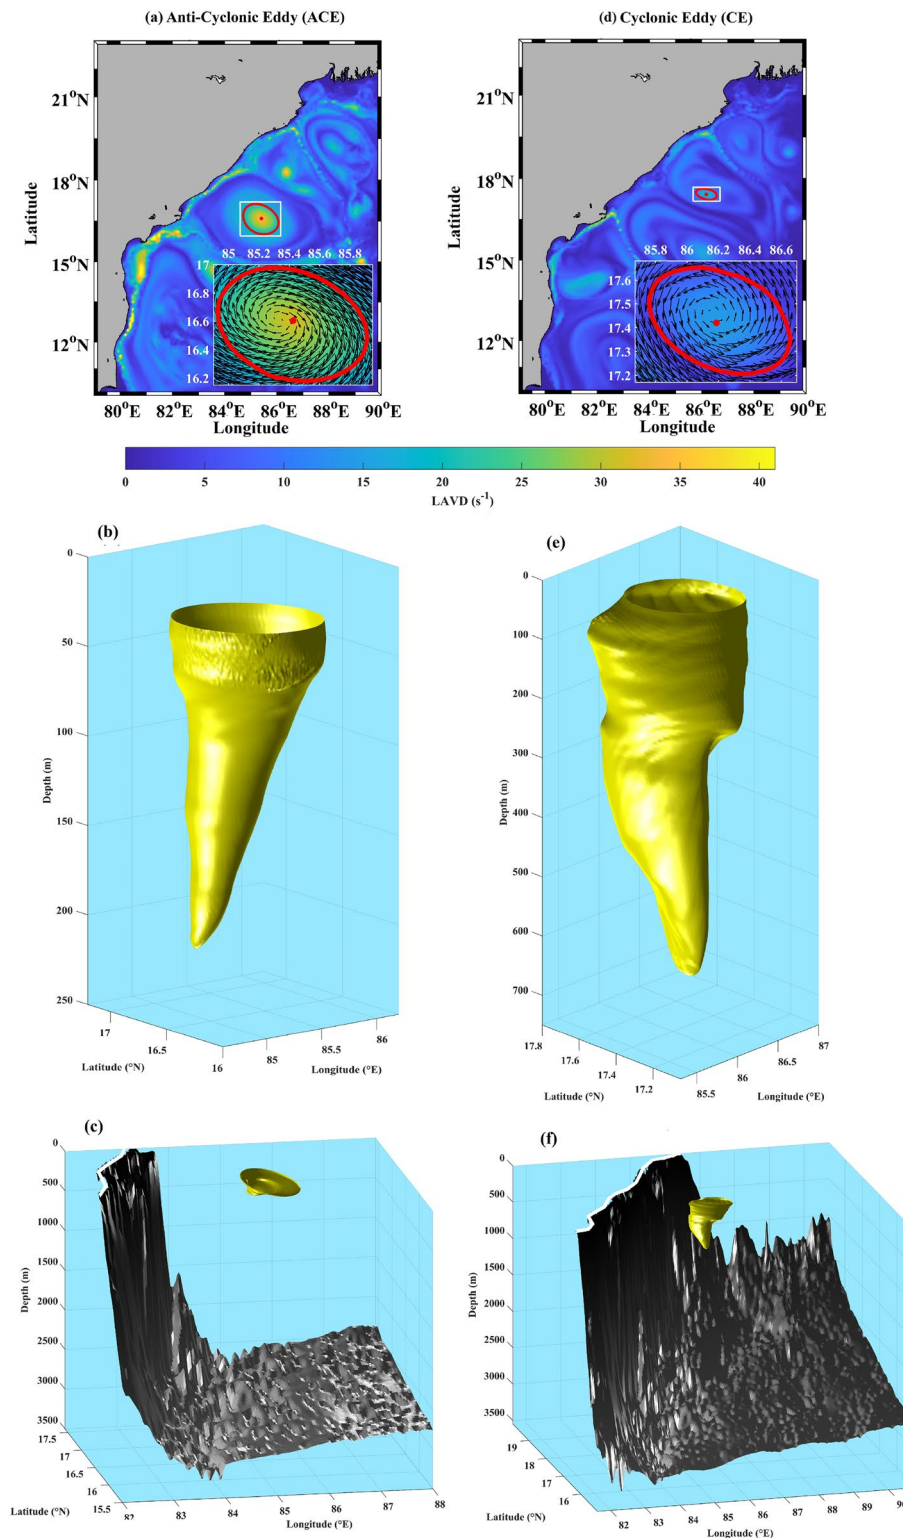 (a) Anti-Cyclonic Eddy (ACE)
21°N
18°N
15°N
12°N
Latitude
85 85.2 85.4 85.6 85.8
17
16.8
16.6
16.4
16.2
80°E 82°E 84°E 86°E 88°E 90°E
Longitude
(d) Cyclonic Eddy (CE)
21°N
18°N
15°N
12°N
Latitude
85.8 86 86.2 86.4 86.6
17.6
17.5
17.4
17.3
17.2
80°E 82°E 84°E 86°E 88°E 90°E
Longitude
0 5 10 15 20 25 30 35 40
LAVD (s-1)
(b)
0
50
100
150
200
250
Depth (m)
17
16.5
16
Latitude (°N)
85
85.5
86
Longitude (°E)
(e)
0
100
200
300
400
500
600
700
Depth (m)
17.8
17.6
17.4
17.2
Latitude (°N)
85.5
86
86.5
87
Longitude (°E)
(c)
0
500
1000
1500
2000
2500
3000
3500
Depth (m)
17.5
17
16.5
16
15.5
Latitude (°N)
82
83
84
85
86
87
88
Longitude (°E)
(f)
0
500
1000
1500
2000
2500
3000
3500
Depth (m)
19
18
17
16
Latitude (°N)
82
83
84
85
86
87
88
89
90
Longitude (°E)